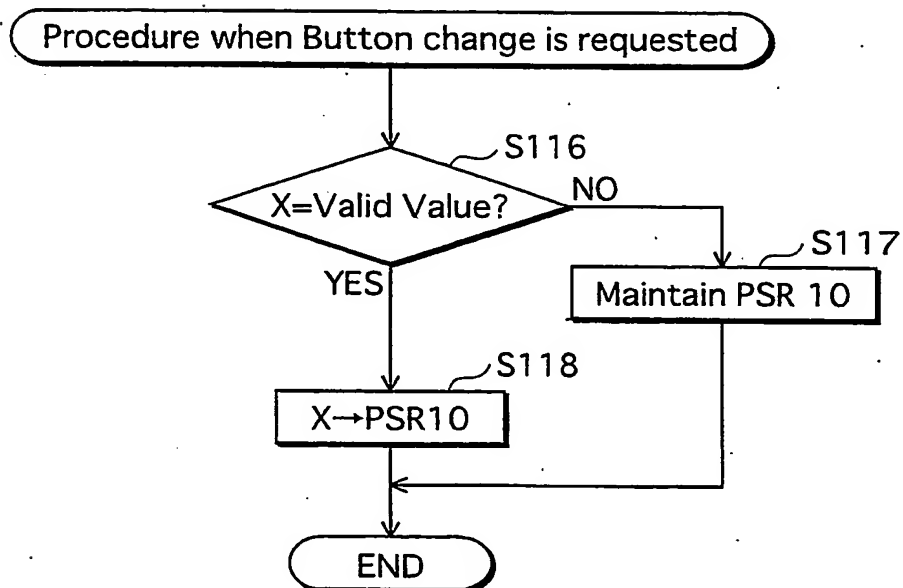 Procedure when Button change is requested
S116
X=Valid Value?
NO
S117
YES
Maintain PSR 10
S118
X→PSR10
END